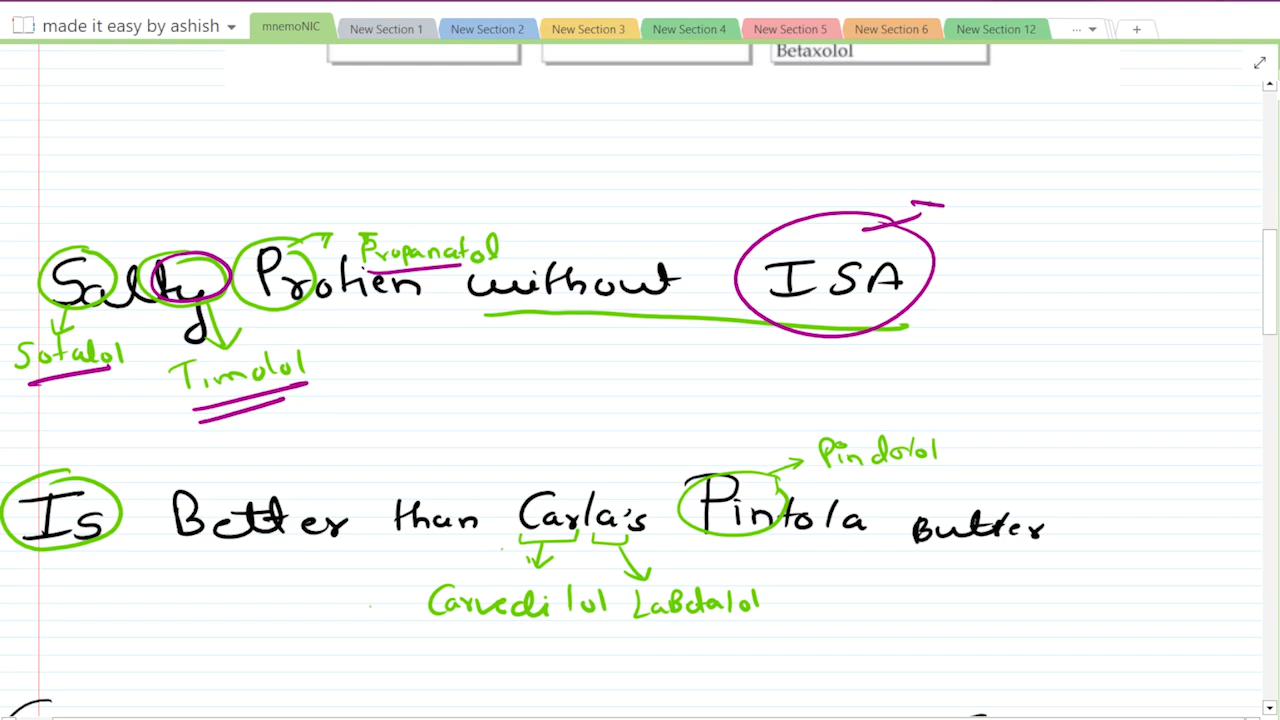 made it easy by ashish
mnemoNIC New Section 1 New Section 2 New Section 3 New Section 4 New Section 5 New Section 6 New Section 12 ... +
Betaxolol
Propanatol
Salty Protien without ISA
Sotalol
Timolol
Pindolol
Is Better than Carla's Pintola Butter
Carvedilol Labetalol